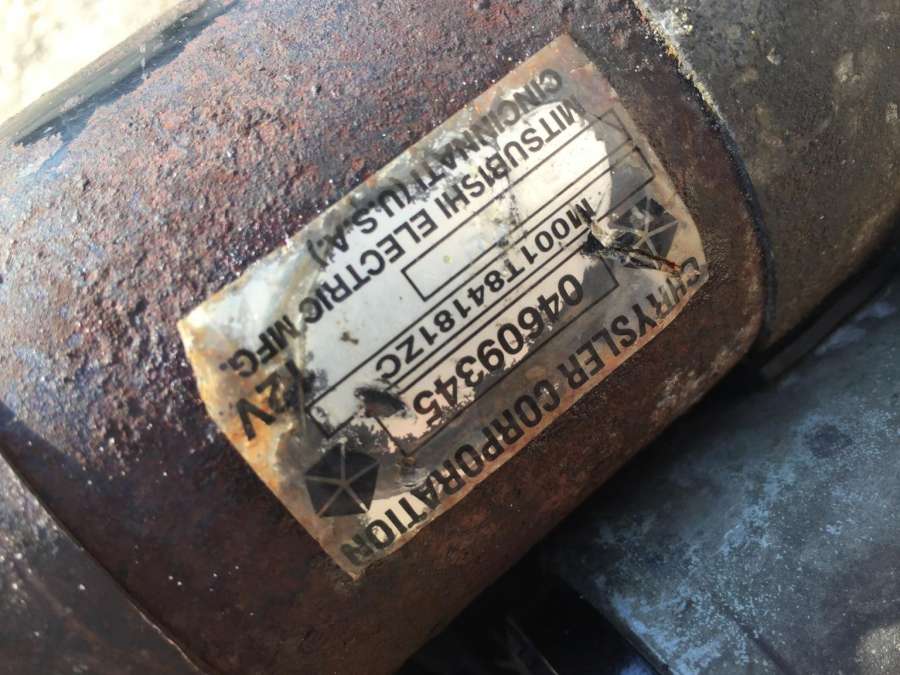 CHRYSLER CORPORATION
04609345
M001T84181ZC
MITSUBISHI ELECTRIC MFG. 12V
CINCINNATI (U.S.A.)